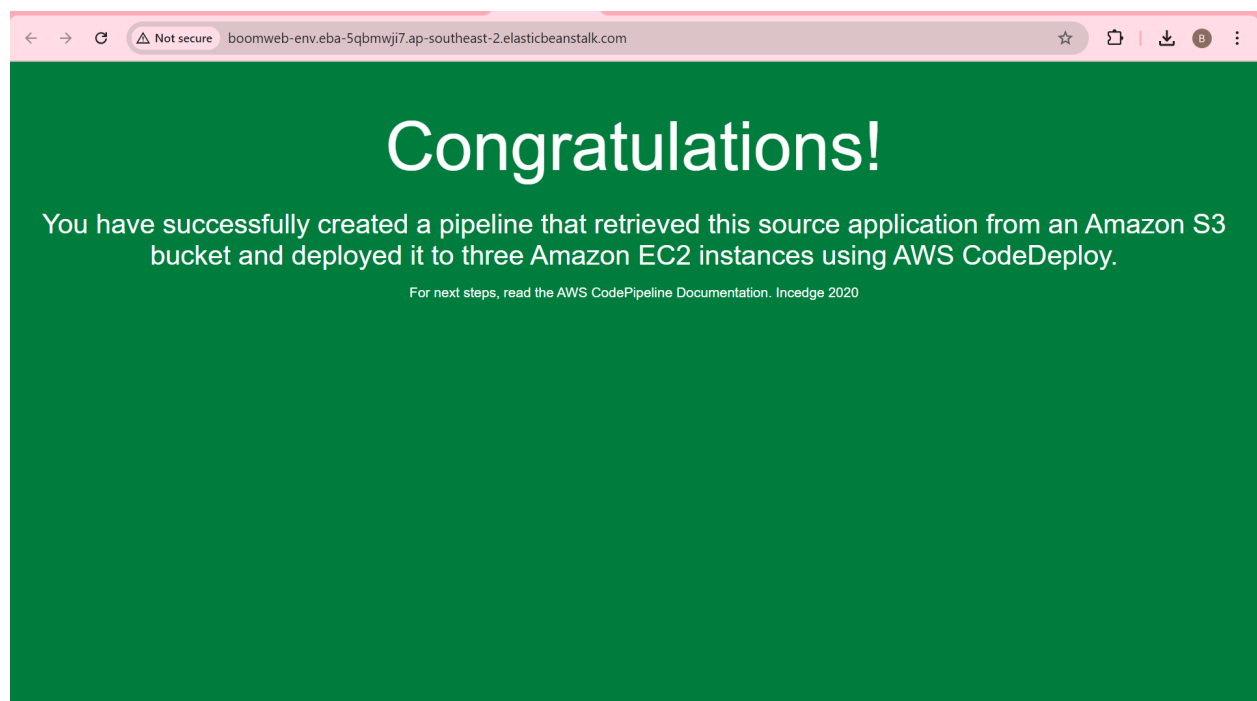 Not secure boomweb-env.eba-5qbmwji7.ap-southeast-2.elasticbeanstalk.com B
Congratulations!
You have successfully created a pipeline that retrieved this source application from an Amazon S3
bucket and deployed it to three Amazon EC2 instances using AWS CodeDeploy.
For next steps, read the AWS CodePipeline Documentation. Incedge 2020